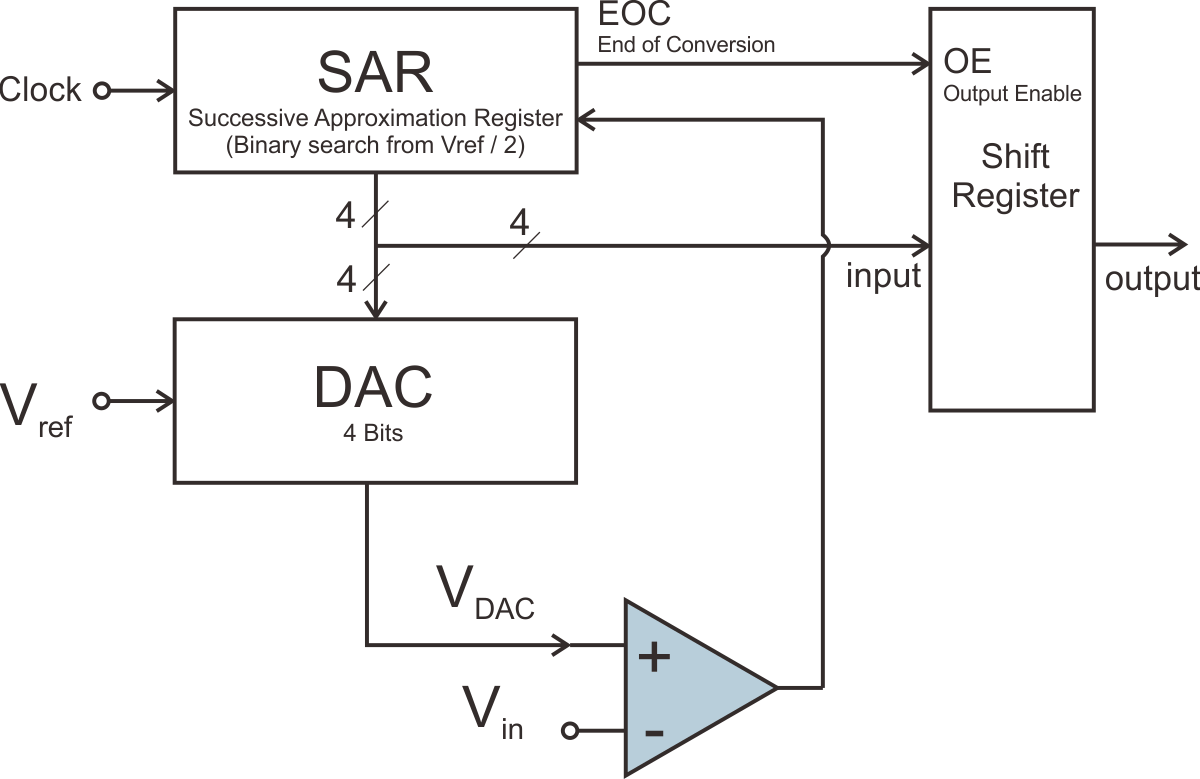 EOC
End of Conversion
Clock
SAR
Successive Approximation Register
(Binary search from Vref / 2)
OE
Output Enable
Shift
Register
4
4
4
input
output
Vref
DAC
4 Bits
VDAC
+
Vin
-